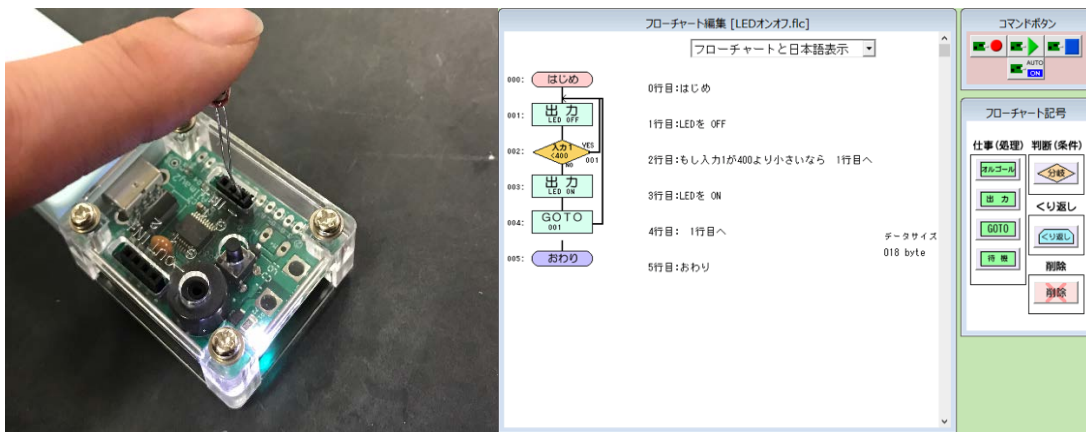 フローチャート編集 [LEDオンオフ.flc]
フローチャートと日本語表示
000: はじめ
001: 出力
LED OFF
002: 入力1
<400
YES
001
NO
003: 出力
LED ON
004: GOTO
001
005: おわり
0行目:はじめ
1行目:LEDを OFF
2行目:もし入力1が400より小さいなら 1行目へ
3行目:LEDを ON
4行目: 1行目へ
5行目:おわり
データサイズ
018 byte
コマンドボタン
AUTO
ON
フローチャート記号
仕事(処理) 判断(条件)
オルゴール
分岐
出力
くり返し
GOTO
くり返し
待機
削除
削除